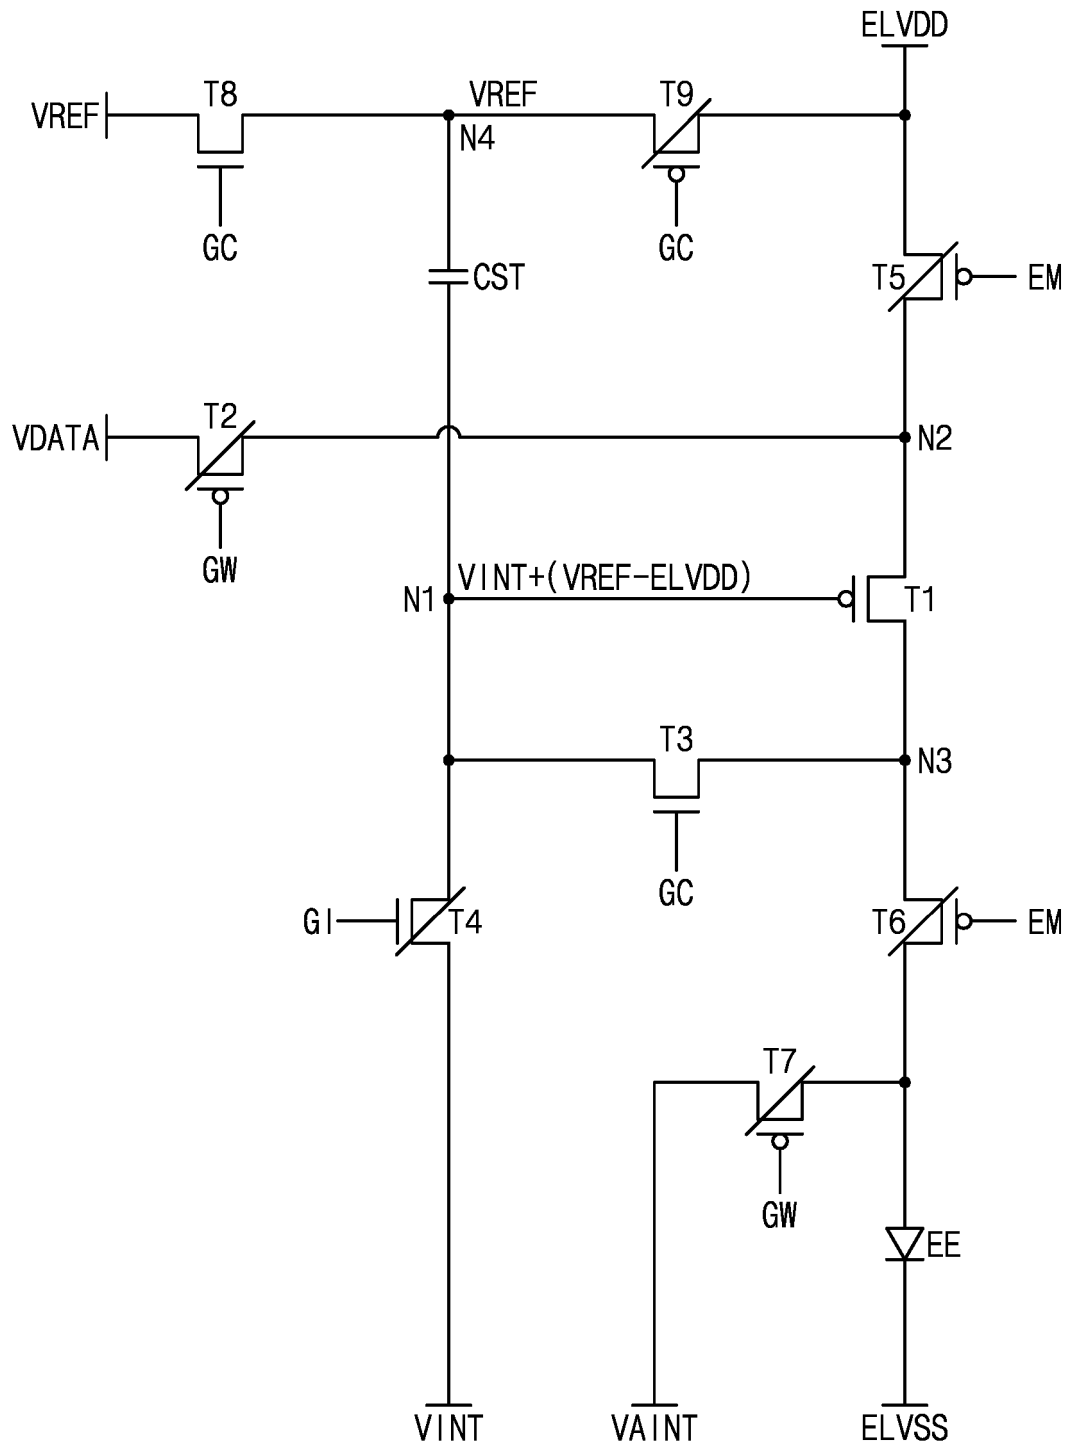 ELVDD
T8
VREF
T9
VREF
N4
GC
GC
CST
T5
EM
T2
VDATA
N2
GW
VINT+(VREF-ELVDD)
N1
T1
T3
N3
GC
GI
T4
T6
EM
T7
GW
EE
VINT
VAINT
ELVSS